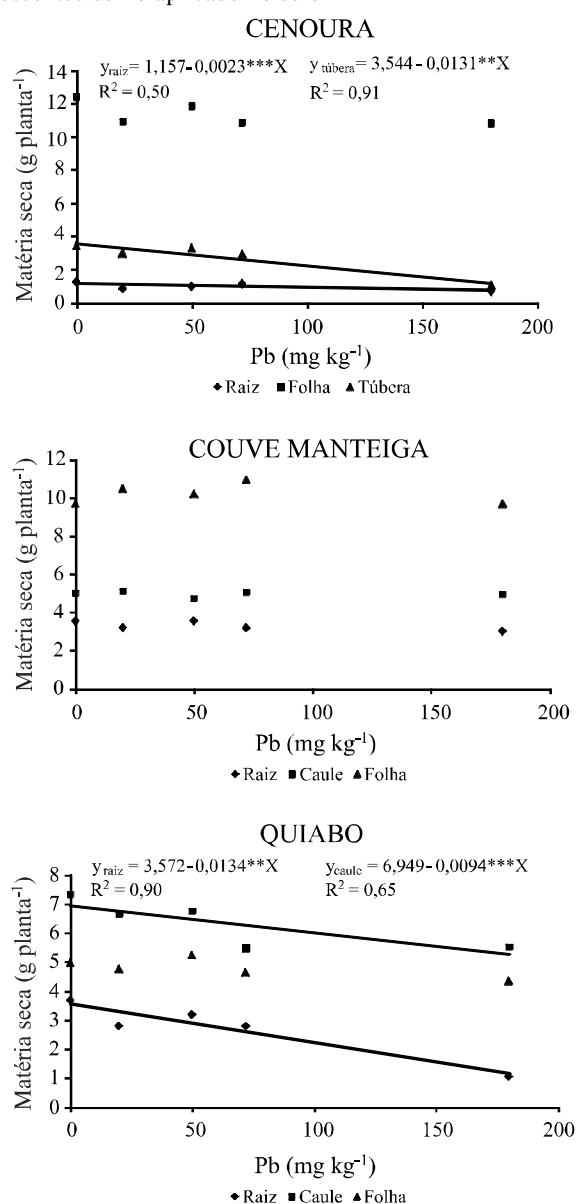 CENOURA
y raiz = 1,157-0,0023***X y túbera = 3,544-0,0131**X
R² = 0,50 R² = 0,91
14
12
10
8
6
4
2
0
Matéria seca (g planta⁻¹)
0 50 100 150 200
Pb (mg kg⁻¹)
Raiz Folha Túbera
COUVE MANTEIGA
12
10
8
6
4
2
0
Matéria seca (g planta⁻¹)
0 50 100 150 200
Pb (mg kg⁻¹)
Raiz Caule Folha
QUIABO
y raiz = 3,572-0,0134**X y caule = 6,949-0,0094***X
R² = 0,90 R² = 0,65
8
7
6
5
4
3
2
1
0
Matéria seca (g planta⁻¹)
0 50 100 150 200
Pb (mg kg⁻¹)
Raiz Caule Folha